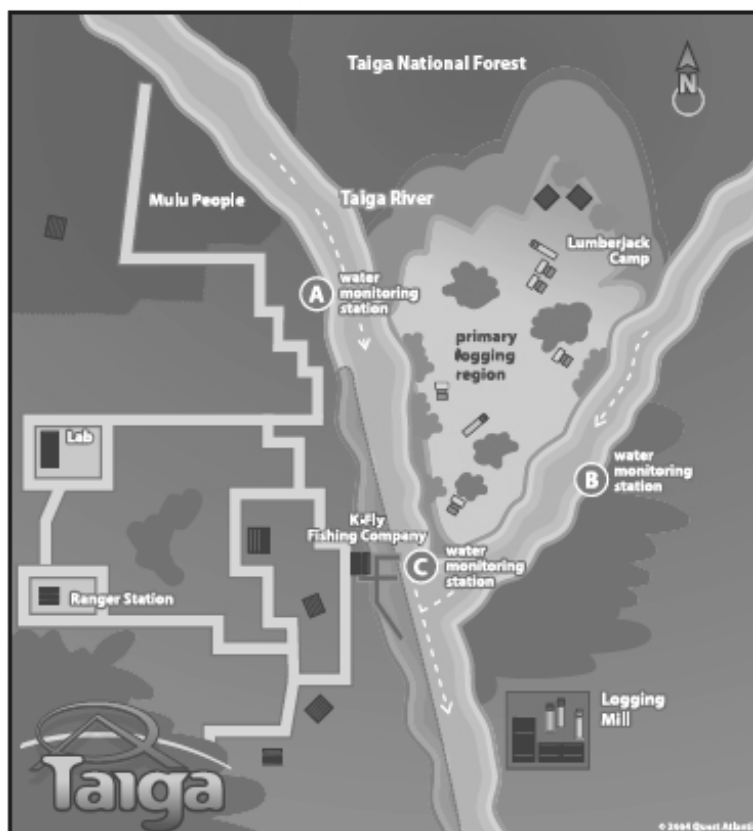 Taiga National Forest
N
Mulu People
Taiga River
Lumberjack
Camp
A
water
monitoring
station
primary
logging
region
Lab
B
water
monitoring
station
K-Fly
Fishing Company
C
water
monitoring
station
Ranger Station
Logging
Mill
Taiga
© 2004 Quest Atlantis